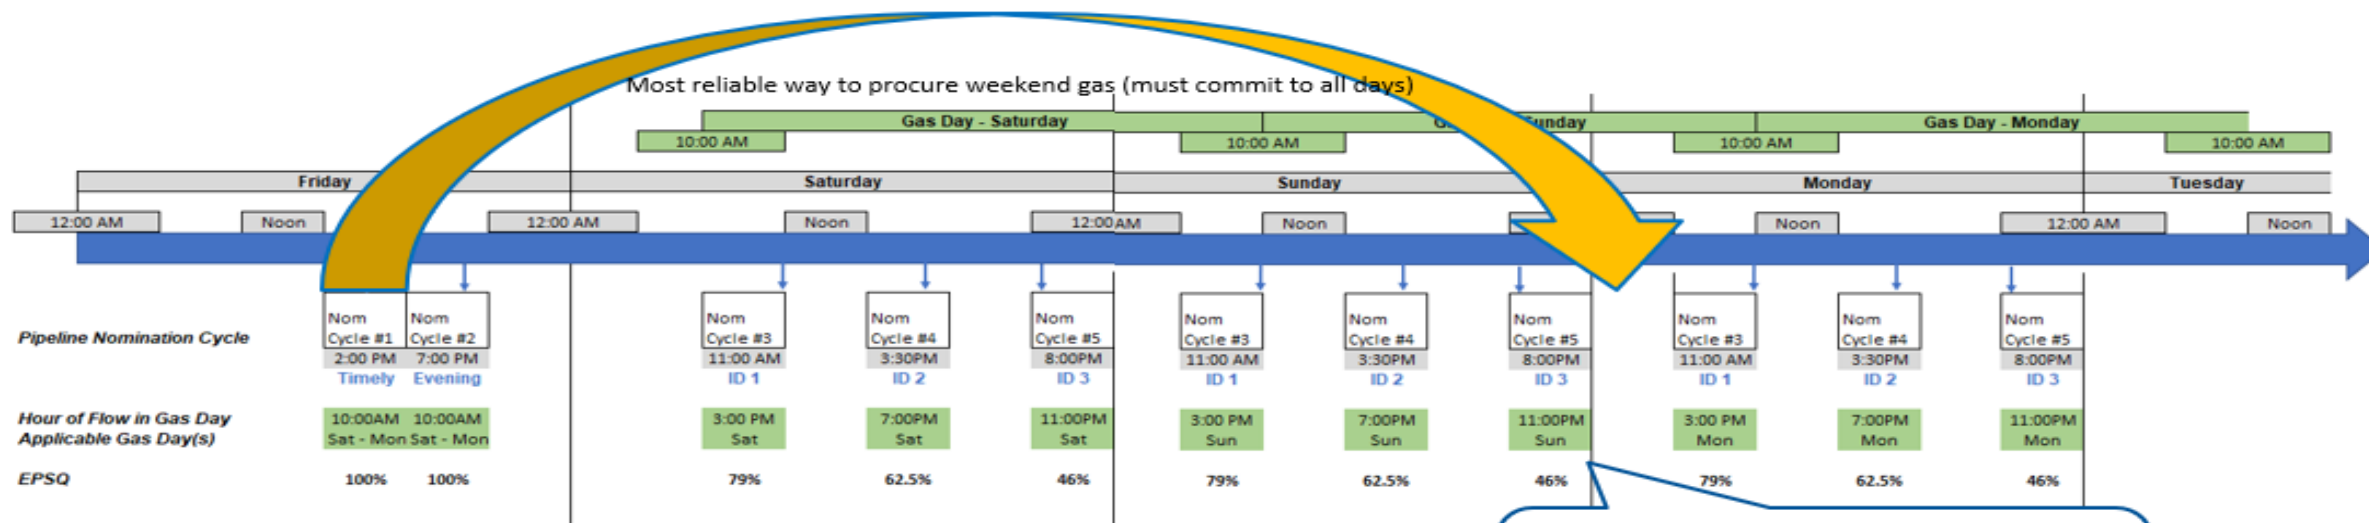 Most reliable way to procure weekend gas (must commit to all days)
Gas Day - Saturday
G unday
Gas Day - Monday
10:00 AM 10:00 AM 10:00 AM 10:00 AM
Friday Saturday Sunday Monday Tuesday
12:00 AM Noon 12:00 AM Noon 12:00 AM Noon Noon 12:00 AM Noon
Nom Nom Nom Nom Nom Nom Nom Nom Nom Nom Nom
Pipeline Nomination Cycle Cycle #1 Cycle #2 Cycle #3 Cycle #4 Cycle #5 Cycle #3 Cycle #4 Cycle #5 Cycle #3 Cycle #4 Cycle #5
2:00 PM 7:00 PM 11:00 AM 3:30PM 8:00PM 11:00 AM 3:30PM 8:00PM 11:00 AM 3:30PM 8:00PM
Timely Evening ID 1 ID 2 ID 3 ID 1 ID 2 ID 3 ID 1 ID 2 ID 3
Hour of Flow in Gas Day 10:00AM 10:00AM 3:00 PM 7:00PM 11:00PM 3:00 PM 7:00PM 11:00PM 3:00 PM 7:00PM 11:00PM
Applicable Gas Day(s) Sat - Mon Sat - Mon Sat Sat Sat Sun Sun Sun Mon Mon Mon
EPSQ 100% 100% 79% 62.5% 46% 79% 62.5% 46% 79% 62.5% 46%